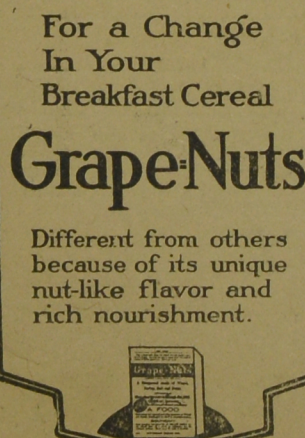 For a Change
In Your
Breakfast Cereal
Grape=Nuts
Different from others
because of its unique
nut-like flavor and
rich nourishment.
Grape-Nuts
A FOOD